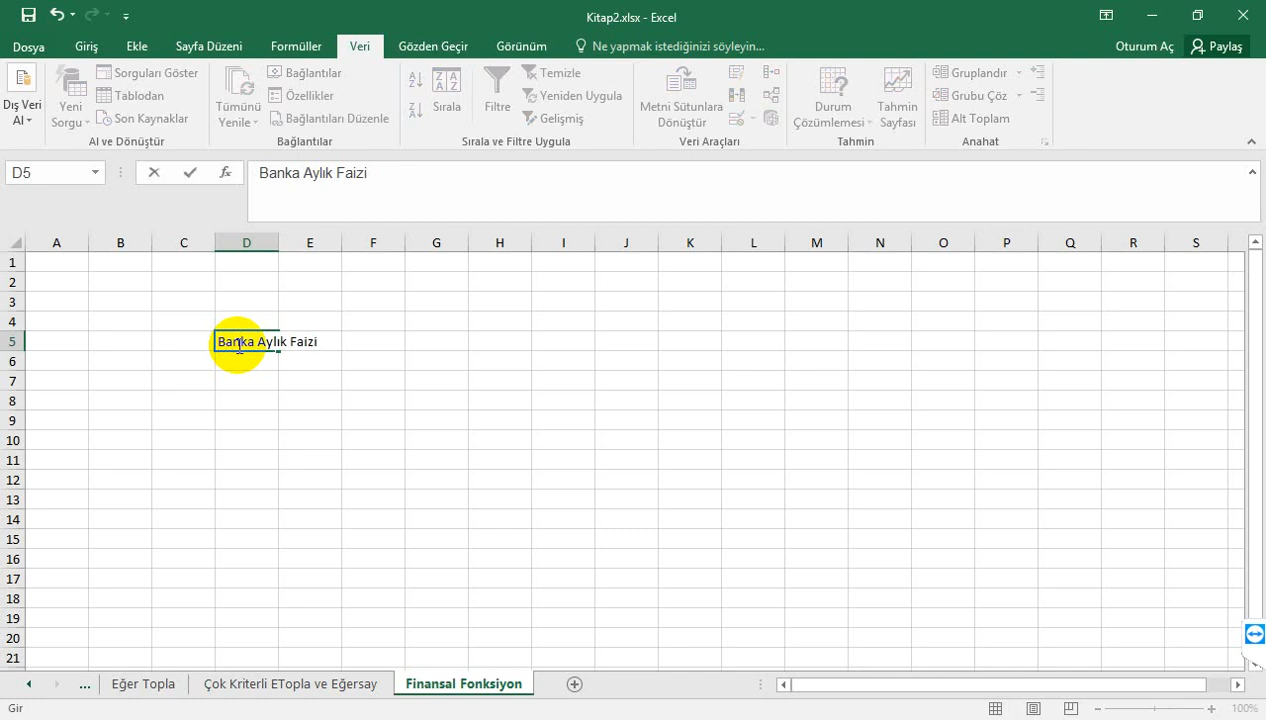 Kitap2.xlsx - Excel
Dosya Giriş Ekle Sayfa Düzeni Formüller Veri Gözden Geçir Görünüm Ne yapmak istediğinizi söyleyin... Oturum Aç Paylaş
Dış Veri Al
Yeni Sorgu
Sorguları Göster
Tablodan
Son Kaynaklar
Al ve Dönüştür
Tümünü Yenile
Bağlantılar
Özellikler
Bağlantıları Düzenle
Bağlantılar
Sırala
Filtre
Temizle
Yeniden Uygula
Gelişmiş
Sırala ve Filtre Uygula
Metni Sütunlara Dönüştür
Veri Araçları
Durum Çözümlemesi
Tahmin Sayfası
Tahmin
Gruplandır
Grubu Çöz
Alt Toplam
Anahat
D5 fx Banka Aylık Faizi
A B C D E F G H I J K L M N O P Q R S
1
2
3
4
5 Banka Aylık Faizi
6
7
8
9
10
11
12
13
14
15
16
17
18
19
20
21
... Eğer Topla Çok Kriterli ETopla ve Eğersay Finansal Fonksiyon
Gir 100%